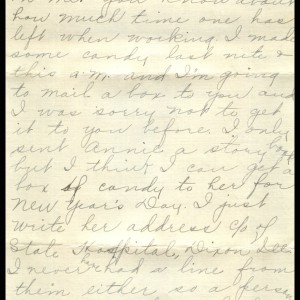 to me. You know about
how much time one has
left when working. I made
some candy last nite &
this a.m. and I'm going
to mail a box to you and
I was sorry not to get
it to you before. I only
sent Annie a story
but I think I can get a
box of candy to her for
New Year's Day. I just
write her address c/o of
State Hospital, Dixon Ill.
I never had a line from
them either so a